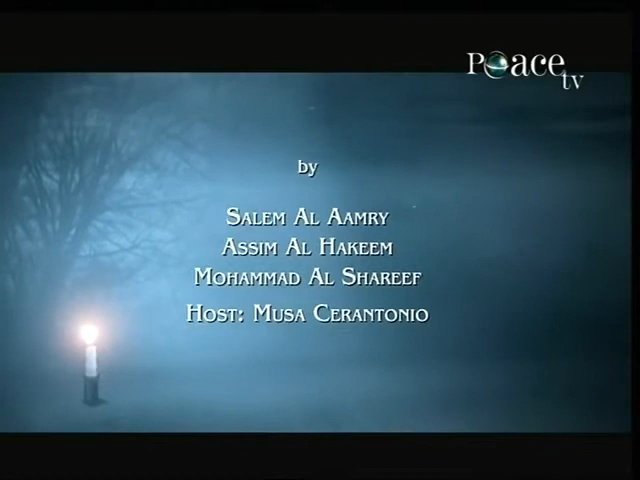 Peace tv
by
Salem Al Aamry
Assim Al Hakeem
Mohammad Al Shareef
Host: Musa Cerantonio